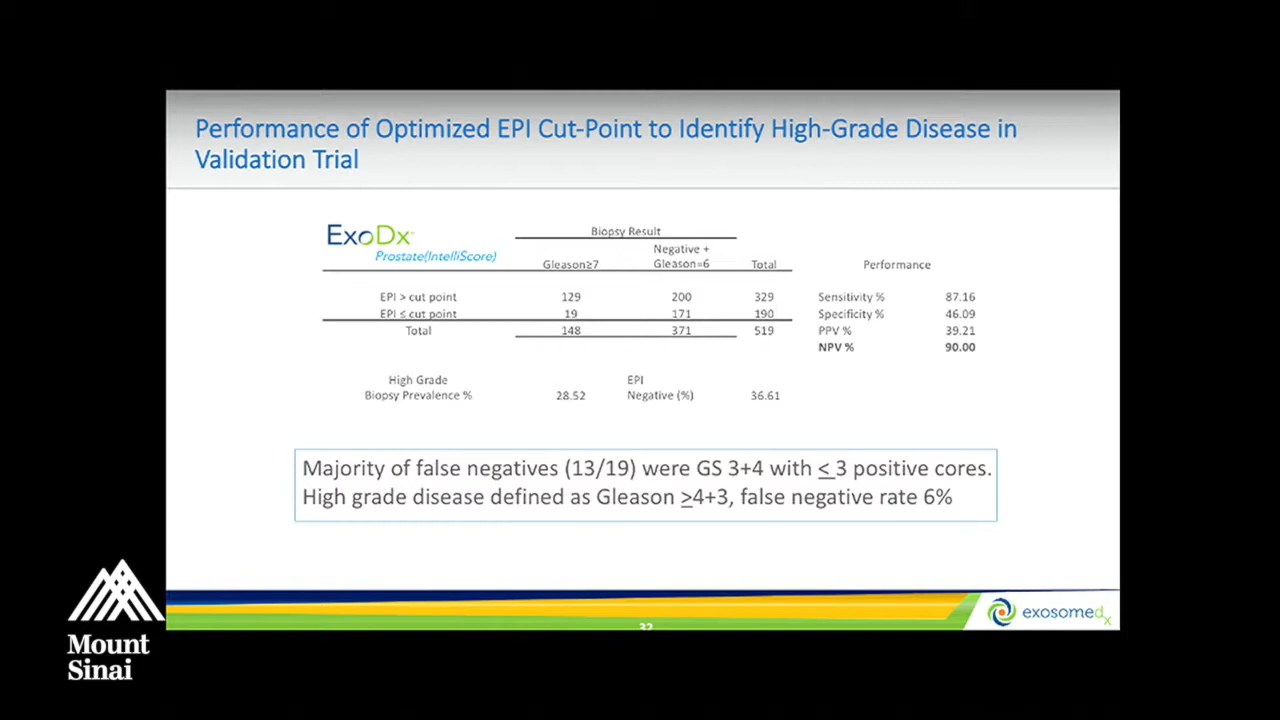 Performance of Optimized EPI Cut-Point to Identify High-Grade Disease in
Validation Trial
ExoDx
Prostate(IntelliScore)
Biopsy Result
Gleason≥7
Negative +
Gleason=6
Total
Performance
EPI > cut point 129 200 329 Sensitivity % 87.16
EPI ≤ cut point 19 171 190 Specificity % 46.09
Total 148 371 519 PPV % 39.21
NPV % 90.00
High Grade
Biopsy Prevalence % 28.52
EPI
Negative (%) 36.61
Majority of false negatives (13/19) were GS 3+4 with ≤ 3 positive cores.
High grade disease defined as Gleason ≥4+3, false negative rate 6%
32
exosomedx
Mount
Sinai